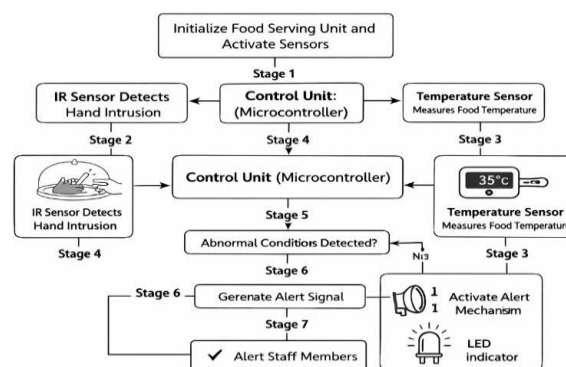 Initialize Food Serving Unit and
Activate Sensors
Stage 1
IR Sensor Detects
Hand Intrusion
Control Unit:
(Microcontroller)
Temperature Sensor
Measures Food Temperature
Stage 2
Stage 4
Stage 3
IR Sensor Detects
Hand Intrusion
Control Unit (Microcontroller)
35°c
Temperature Sensor
Measures Food Temperature
Stage 4
Stage 5
Stage 3
Abnormal Conditions Detected?
Stage 6
Stage 6
Gerenate Alert Signal
1
1
Activate Alert
Mechanism
Stage 7
Alert Staff Members
LED
indicator